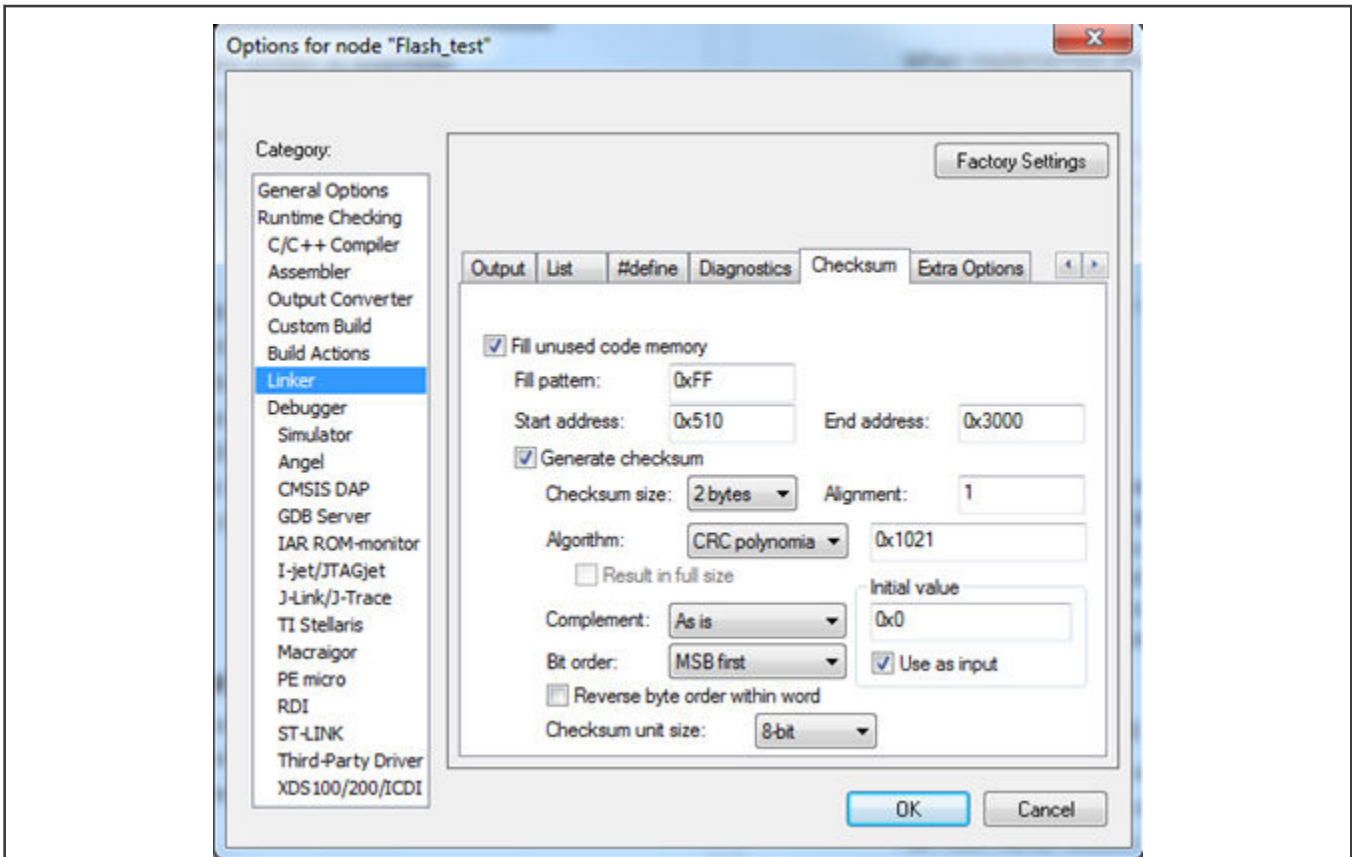 Options for node "Flash_test"
Category:
Factory Settings
General Options
Runtime Checking
C/C++ Compiler
Assembler
Output Converter
Custom Build
Build Actions
Linker
Debugger
Simulator
Angel
CMSIS DAP
GDB Server
IAR ROM-monitor
I-jet/JTAGjet
J-Link/J-Trace
TI Stellaris
Macraigor
PE micro
RDI
ST-LINK
Third-Party Driver
XDS100/200/ICDI
Output List #define Diagnostics Checksum Extra Options
Fill unused code memory
Fill pattern: 0xFF
Start address: 0x510 End address: 0x3000
Generate checksum
Checksum size: 2 bytes Alignment: 1
Algorithm: CRC polynomia 0x1021
Result in full size
Initial value
Complement: As is 0x0
Bit order: MSB first Use as input
Reverse byte order within word
Checksum unit size: 8-bit
OK Cancel